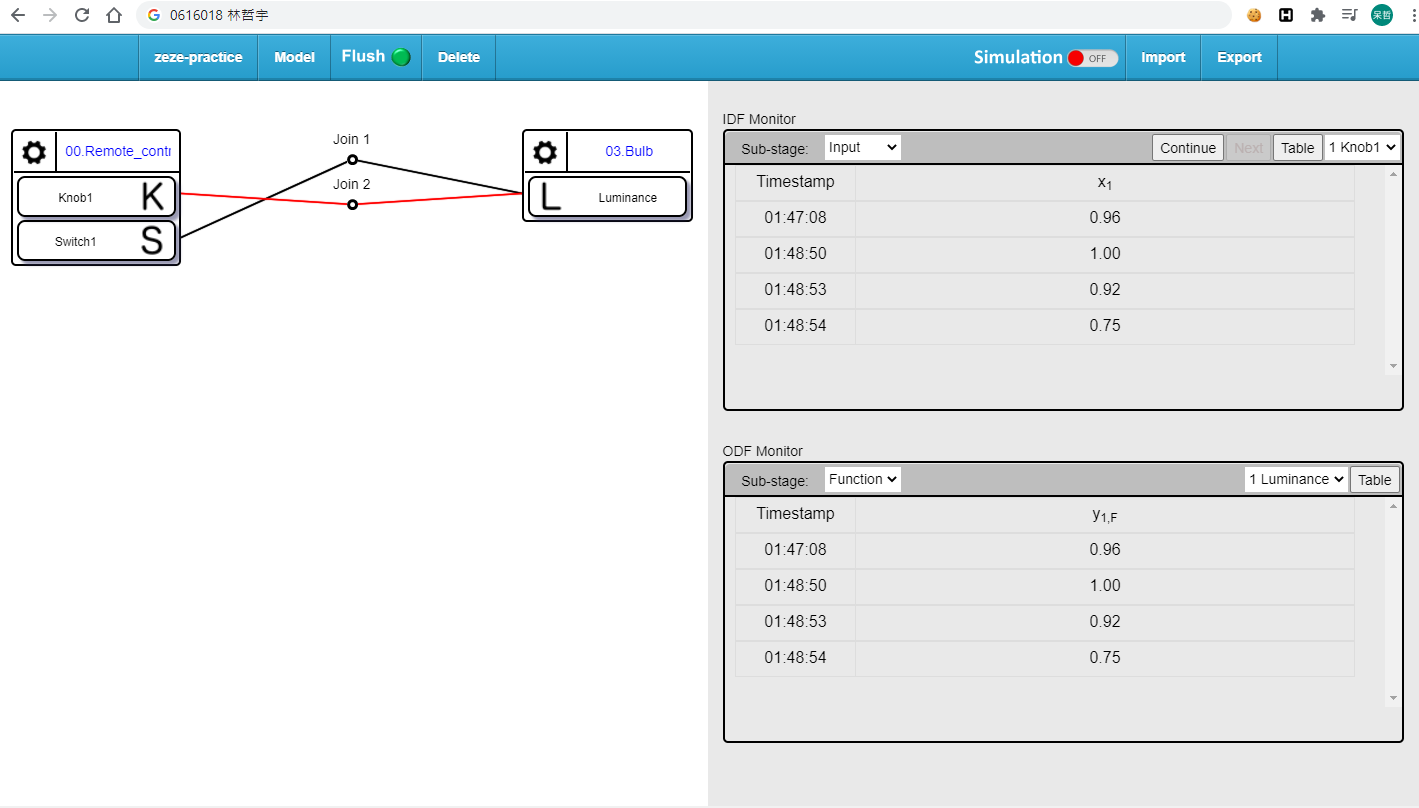 0616018 林哲宇
呆哲
zeze-practice Model Flush Delete Simulation OFF Import Export
00.Remote_contr
Knob1 K
Switch1 S
Join 1
Join 2
03.Bulb
L Luminance
IDF Monitor
Sub-stage: Input Continue Next Table 1 Knob1
Timestamp x1
01:47:08 0.96
01:48:50 1.00
01:48:53 0.92
01:48:54 0.75
ODF Monitor
Sub-stage: Function 1 Luminance Table
Timestamp y1,F
01:47:08 0.96
01:48:50 1.00
01:48:53 0.92
01:48:54 0.75